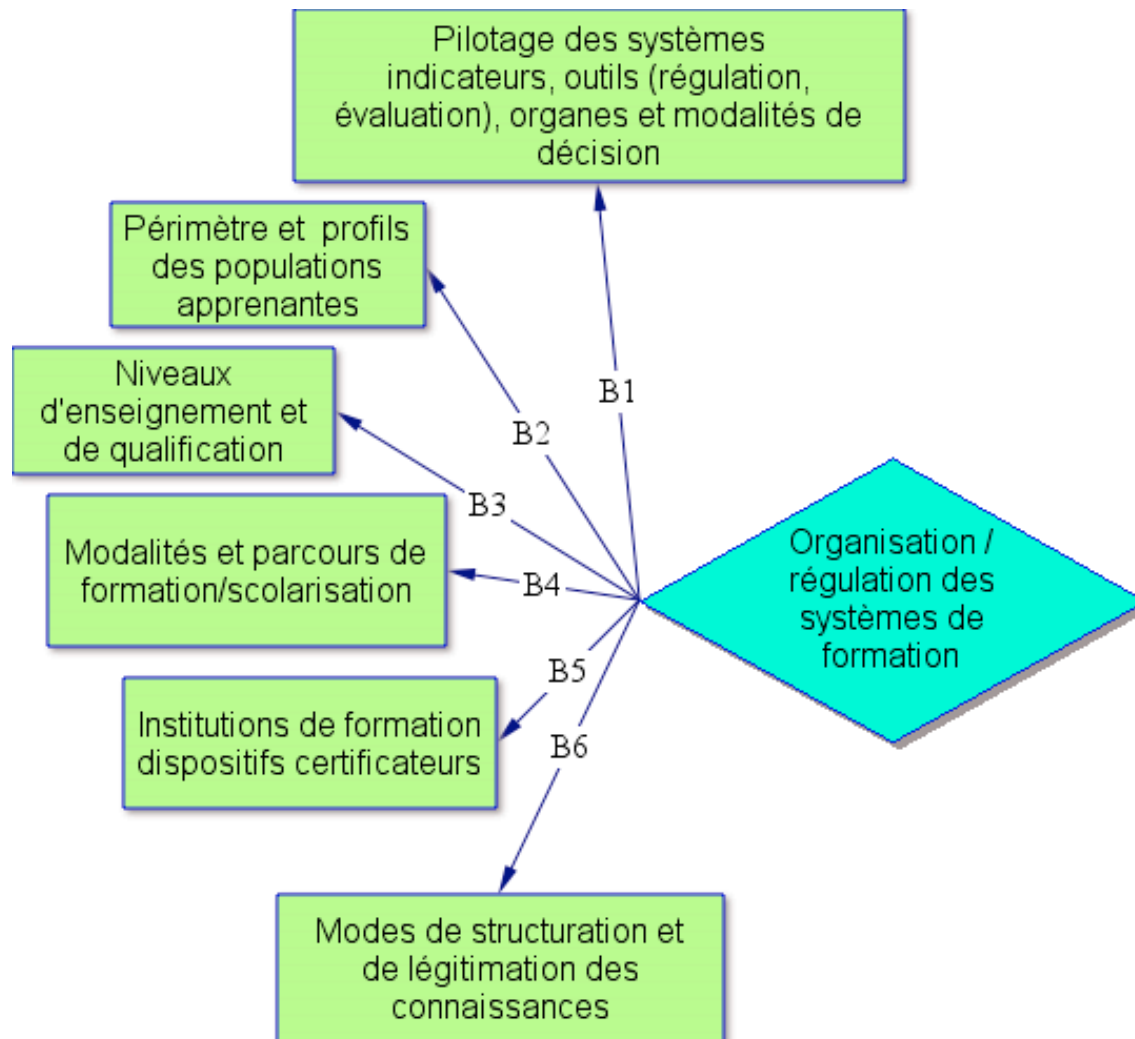 Pilotage des systèmes
indicateurs, outils (régulation,
évaluation), organes et modalités de
décision
Périmètre et profils
des populations
apprenantes
B1
B2
Niveaux
d'enseignement et
de qualification
B3
Modalités et parcours de
formation/scolarisation
B4
Organisation /
régulation des
systèmes de
formation
B5
Institutions de formation
dispositifs certificateurs
B6
Modes de structuration et
de légitimation des
connaissances